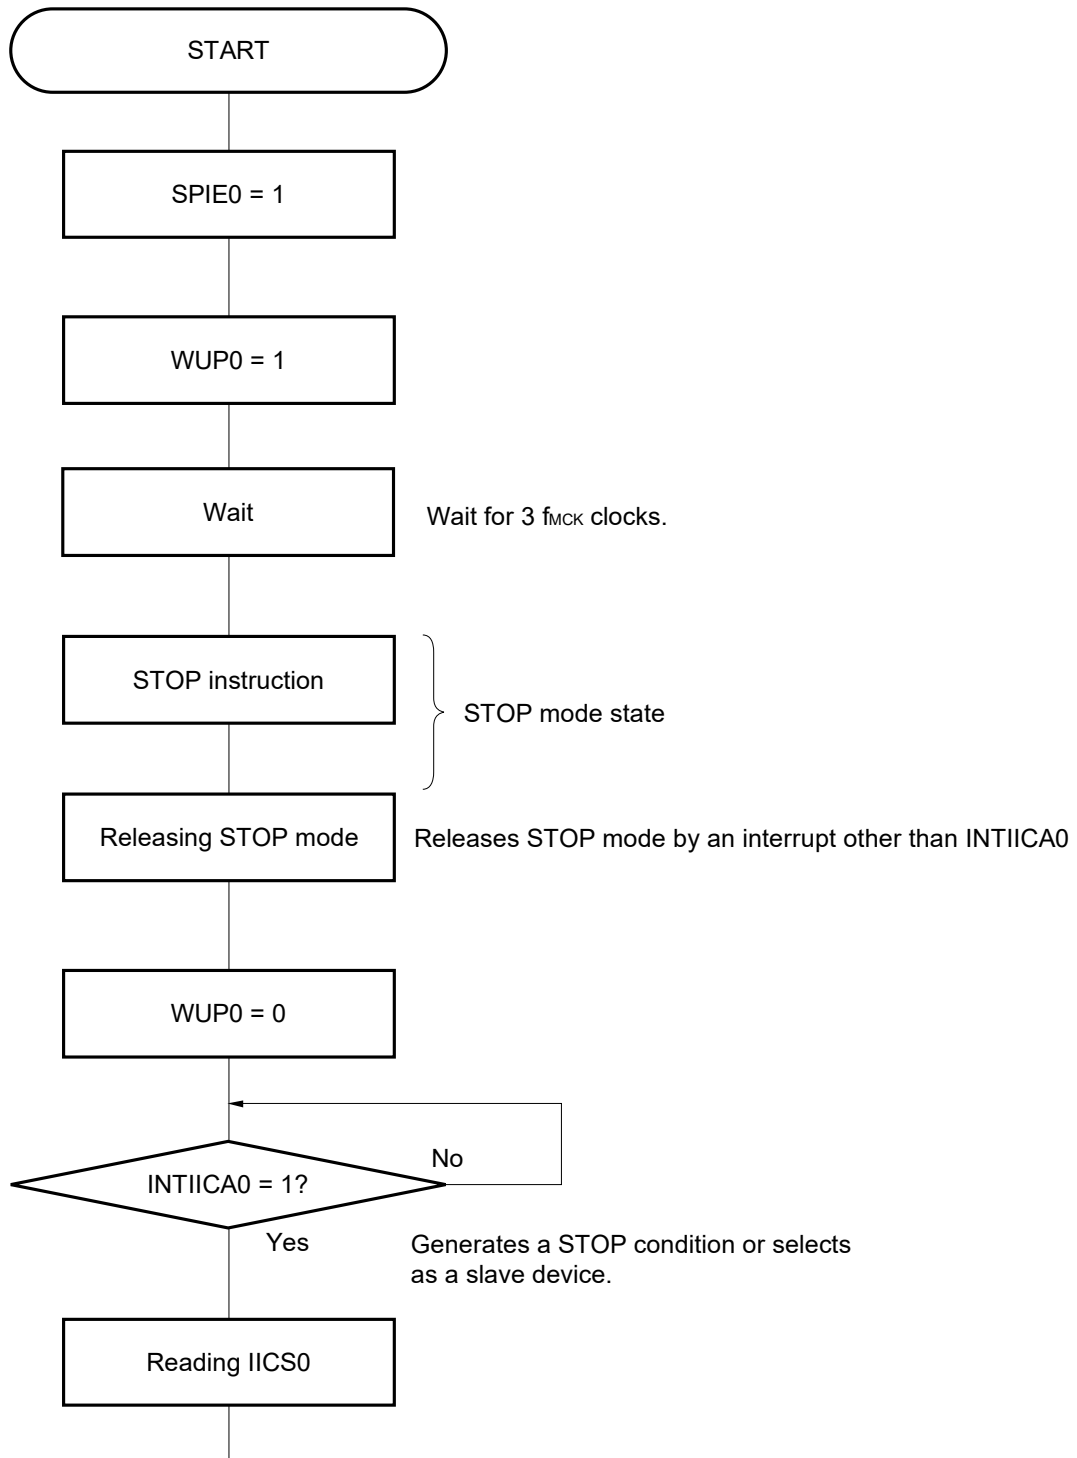 START
SPIE0 = 1
WUP0 = 1
Wait
Wait for 3 fMCK clocks.
STOP instruction
STOP mode state
Releasing STOP mode
Releases STOP mode by an interrupt other than INTIICA0
WUP0 = 0
No
INTIICA0 = 1?
Yes
Generates a STOP condition or selects
as a slave device.
Reading IICS0